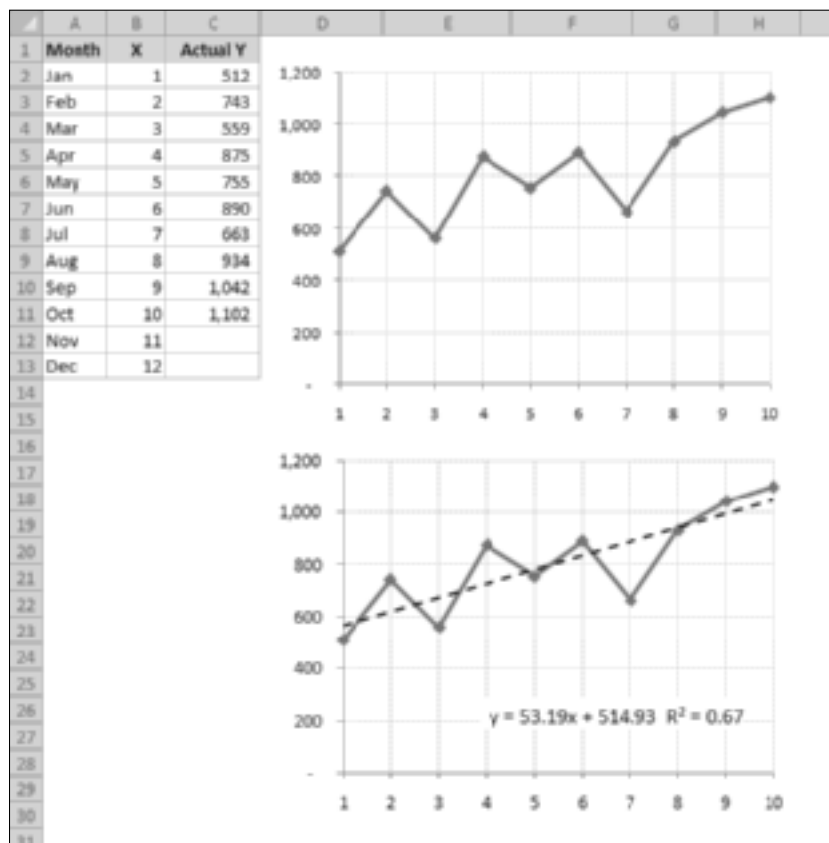 A B C D E F G H
1 Month X Actual Y
2 Jan 1 512
3 Feb 2 743
4 Mar 3 559
5 Apr 4 875
6 May 5 755
7 Jun 6 890
8 Jul 7 663
9 Aug 8 934
10 Sep 9 1,042
11 Oct 10 1,102
12 Nov 11
13 Dec 12
14
15
16
17
18
19
20
21
22
23
24
25
26
27
28
29
30
31
1,200
1,000
800
600
400
200
-
1 2 3 4 5 6 7 8 9 10
1,200
1,000
800
600
400
200
-
y = 53.19x + 514.93 R² = 0.67
1 2 3 4 5 6 7 8 9 10